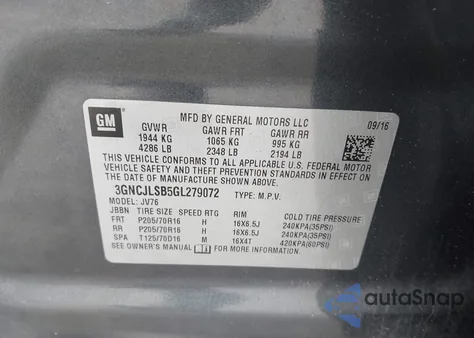 GM
MFD BY GENERAL MOTORS LLC
09/16
GVWR GAWR FRT GAWR RR
1944 KG 1065 KG 995 KG
4286 LB 2348 LB 2194 LB
THIS VEHICLE CONFORMS TO ALL APPLICABLE U.S. FEDERAL MOTOR
VEHICLE SAFETY AND THEFT PREVENTION STANDARDS IN EFFECT ON
THE DATE OF MANUFACTURE SHOWN ABOVE.
3GNCJLSB5GL279072 TYPE: M.P.V.
MODEL: JV76
JBBN TIRE SIZE SPEED RTG RIM COLD TIRE PRESSURE
FRT P205/70R16 H 16X6.5J 240KPA(35PSI)
RR P205/70R16 H 16X6.5J 240KPA(35PSI)
SPA T125/70D16 M 16X4T 420KPA(60PSI)
SEE OWNER'S MANUAL FOR MORE INFORMATION.
autoSnap